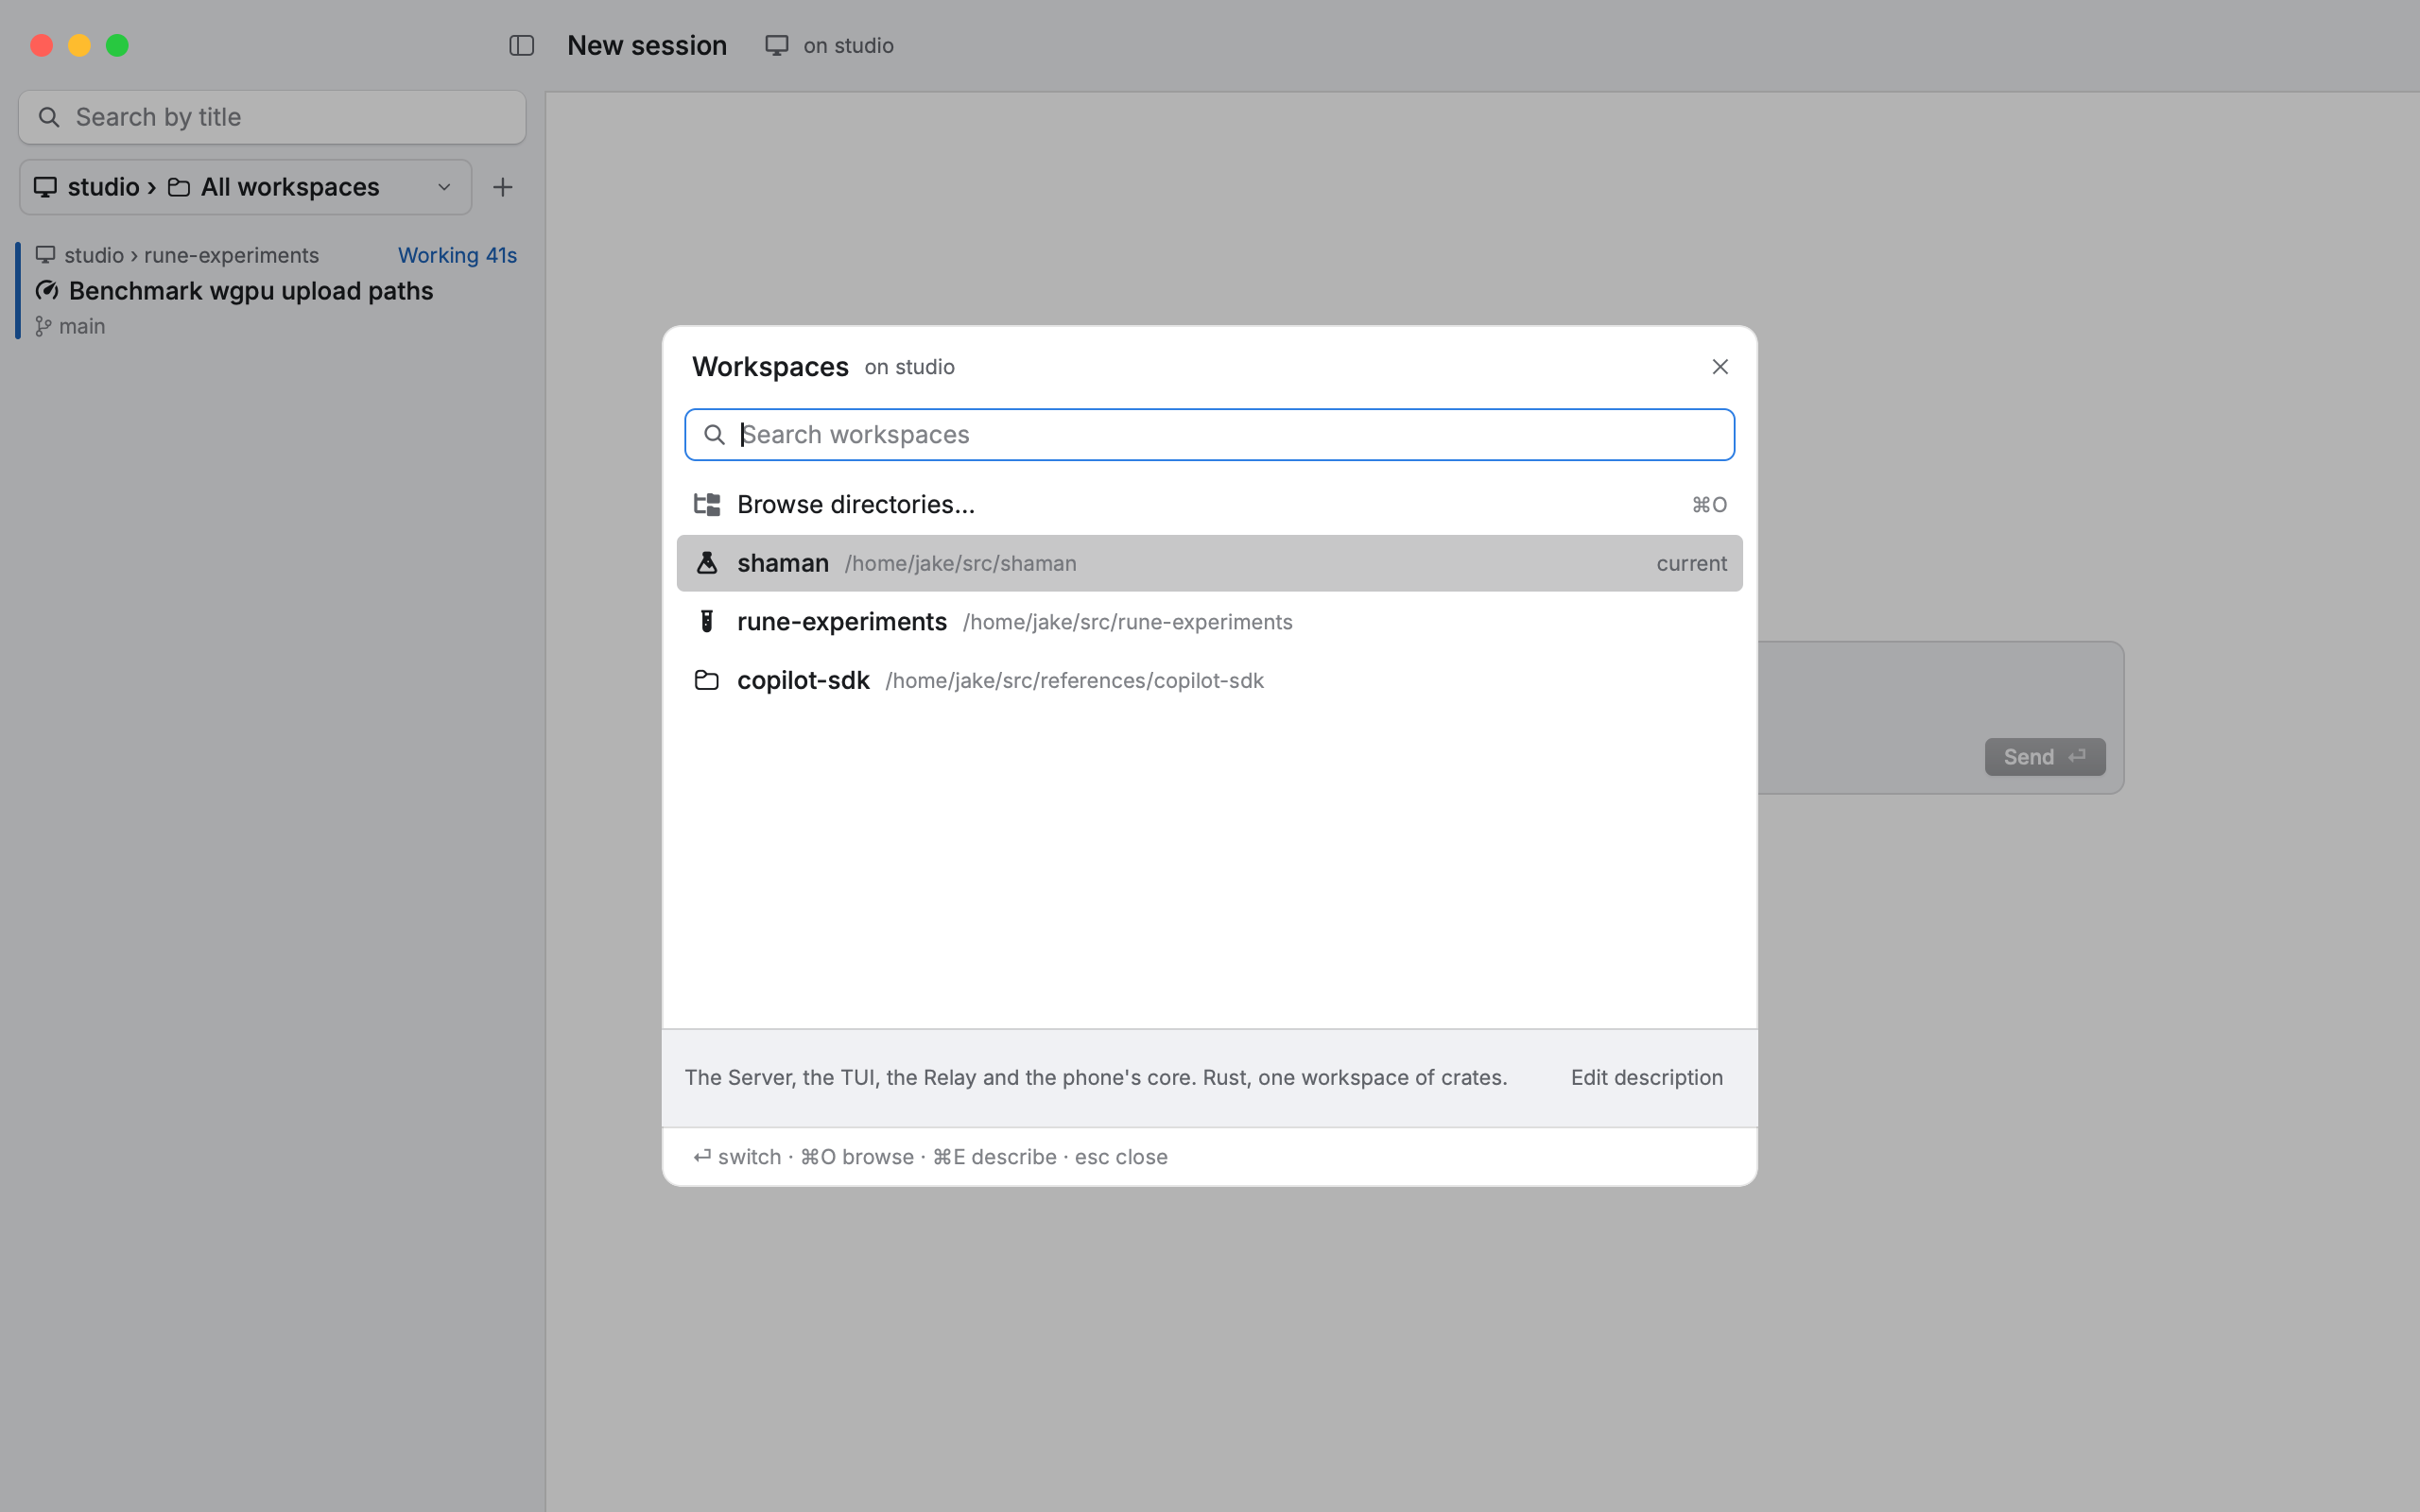 New session on studio
Search by title
studio › All workspaces
studio › rune-experiments Working 41s
Benchmark wgpu upload paths
main
Workspaces on studio
Search workspaces
Browse directories... ⌘O
shaman /home/jake/src/shaman current
rune-experiments /home/jake/src/rune-experiments
copilot-sdk /home/jake/src/references/copilot-sdk
Send ⏎
The Server, the TUI, the Relay and the phone's core. Rust, one workspace of crates. Edit description
⏎ switch · ⌘O browse · ⌘E describe · esc close